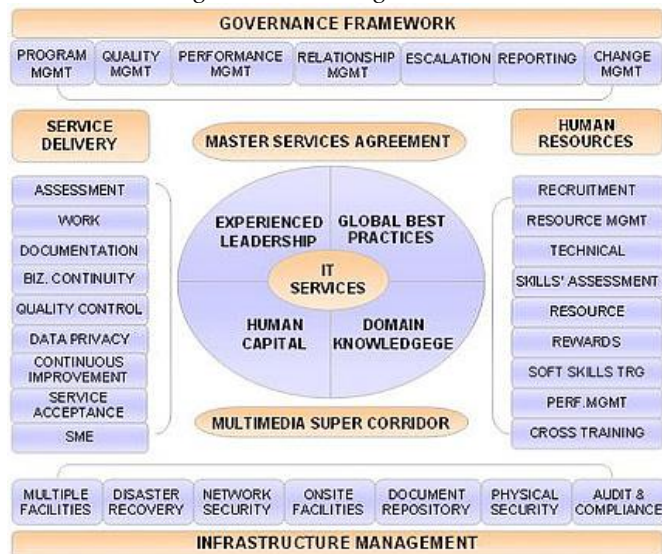 GOVERNANCE FRAMEWORK
PROGRAM
MGMT
QUALITY
MGMT
PERFORMANCE
MGMT
RELATIONSHIP
MGMT
ESCALATION
REPORTING
CHANGE
MGMT
SERVICE
DELIVERY
MASTER SERVICES AGREEMENT
HUMAN
RESOURCES
ASSESSMENT
WORK
DOCUMENTATION
BIZ. CONTINUITY
QUALITY CONTROL
DATA PRIVACY
CONTINUOUS
IMPROVEMENT
SERVICE
ACCEPTANCE
SME
EXPERIENCED
LEADERSHIP
GLOBAL BEST
PRACTICES
IT
SERVICES
HUMAN
CAPITAL
DOMAIN
KNOWLEDGEGE
MULTIMEDIA SUPER CORRIDOR
RECRUITMENT
RESOURCE MGMT
TECHNICAL
SKILLS' ASSESSMENT
RESOURCE
REWARDS
SOFT SKILLS TRG
PERF.MGMT
CROSS TRAINING
MULTIPLE
FACILITIES
DISASTER
RECOVERY
NETWORK
SECURITY
ONSITE
FACILITIES
DOCUMENT
REPOSITORY
PHYSICAL
SECURITY
AUDIT &
COMPLIANCE
INFRASTRUCTURE MANAGEMENT